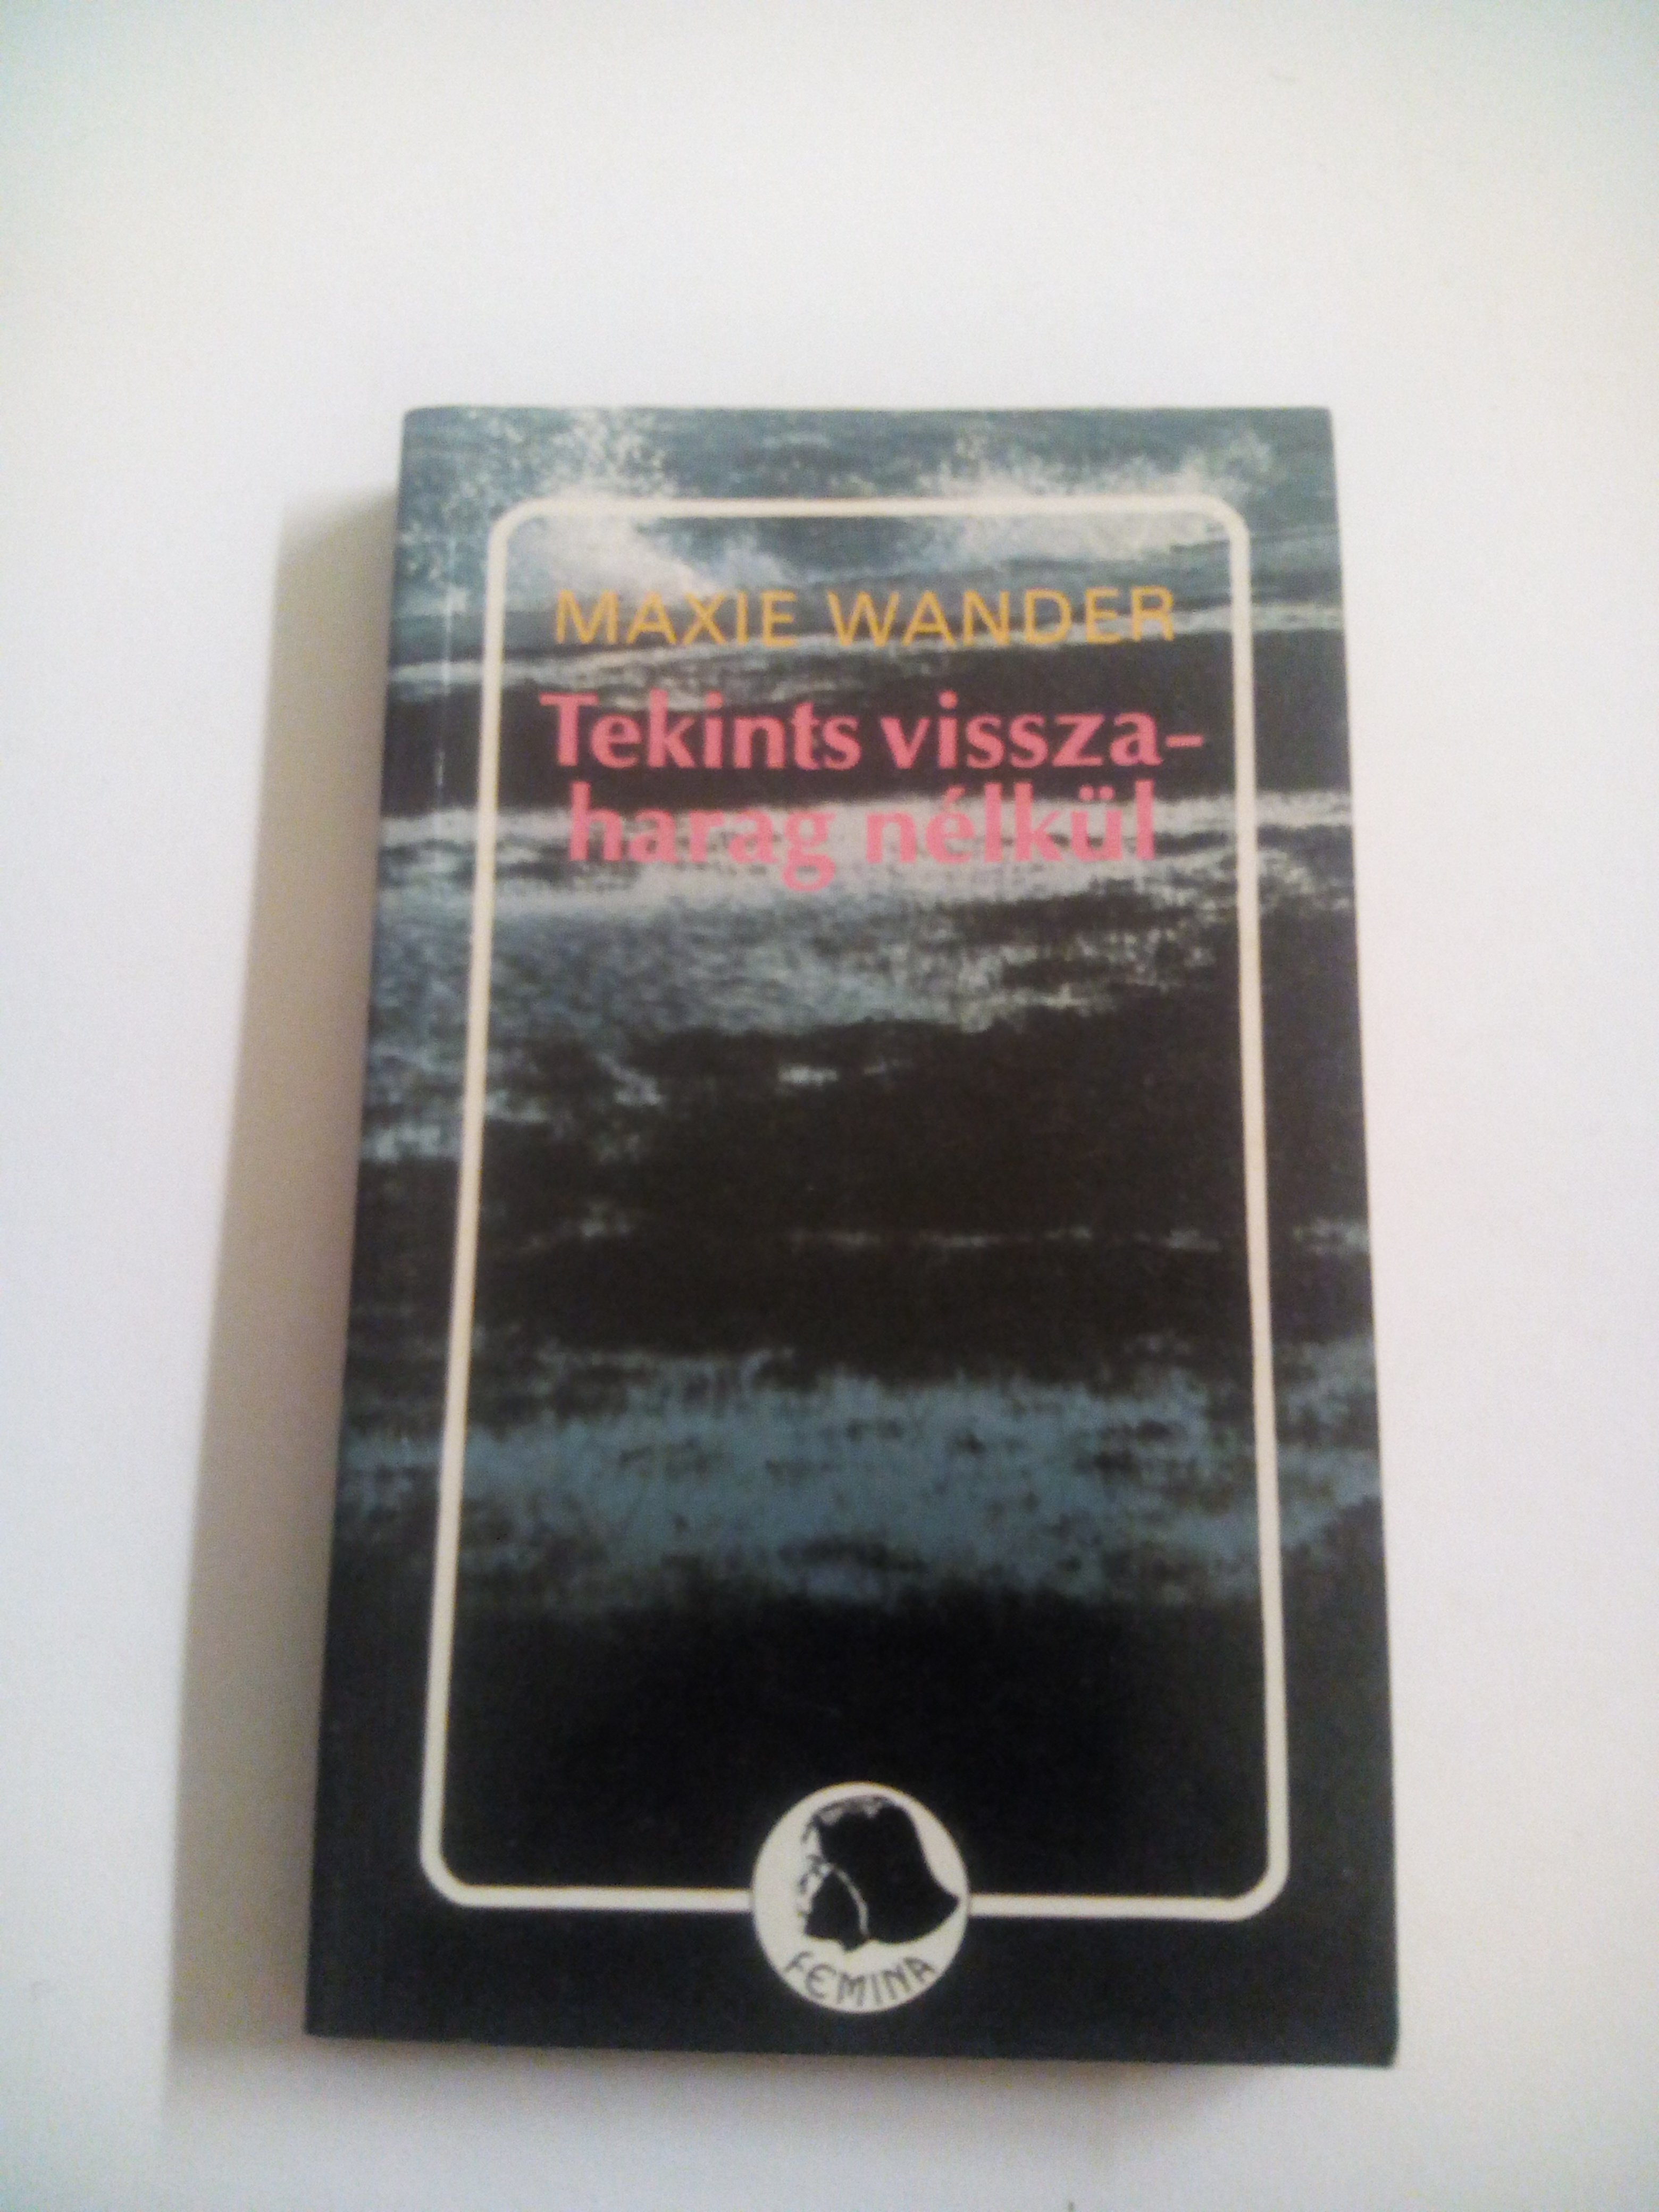 MAXIE WANDER
Tekints vissza-
harag nélkül
FEMINA